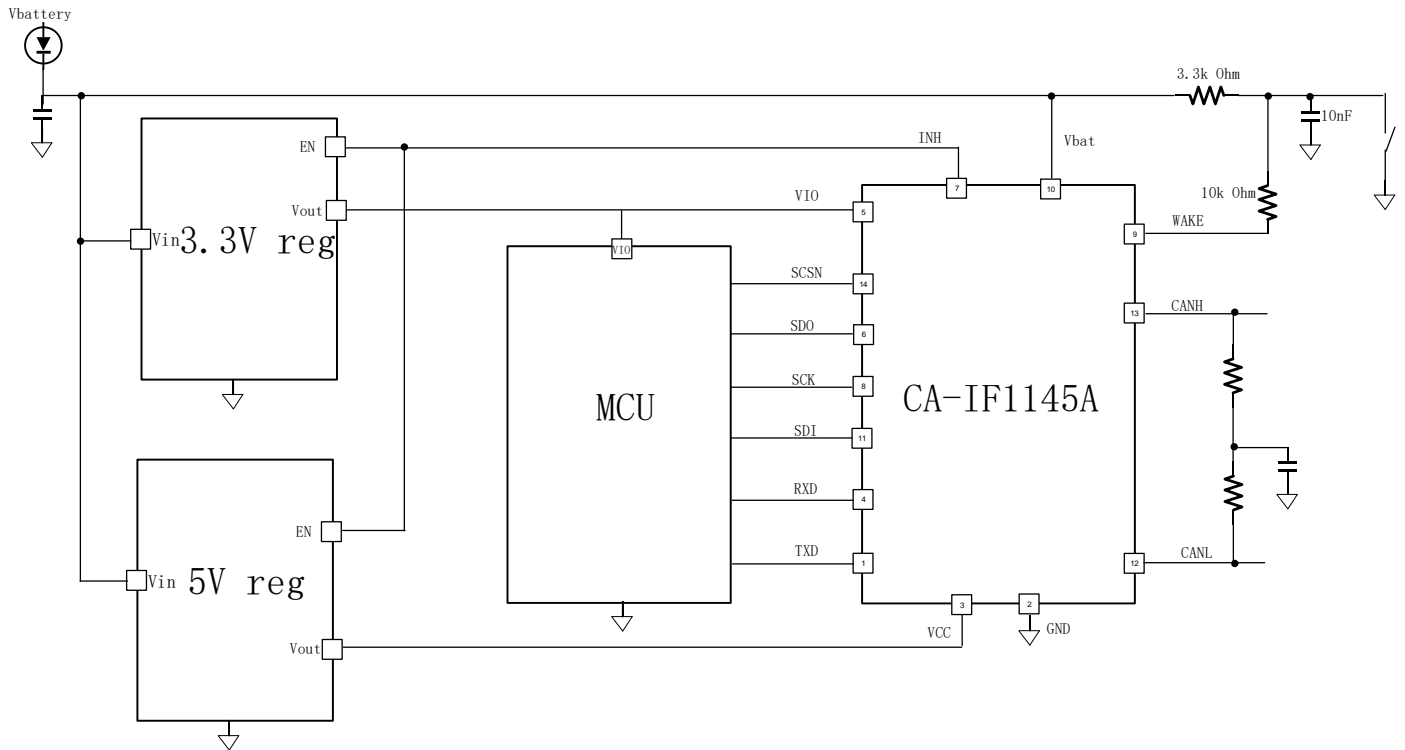 Vbattery
3.3k Ohm
10nF
EN
INH
Vbat
10k Ohm
Vout
VIO
5
7
10
WAKE
9
Vin
3.3V reg
VIO
SCSN
14
CANH
13
SDO
6
SCK
8
MCU
CA-IF1145A
SDI
11
RXD
4
EN
TXD
1
CANL
12
Vin
5V reg
3
2
VCC
GND
Vout